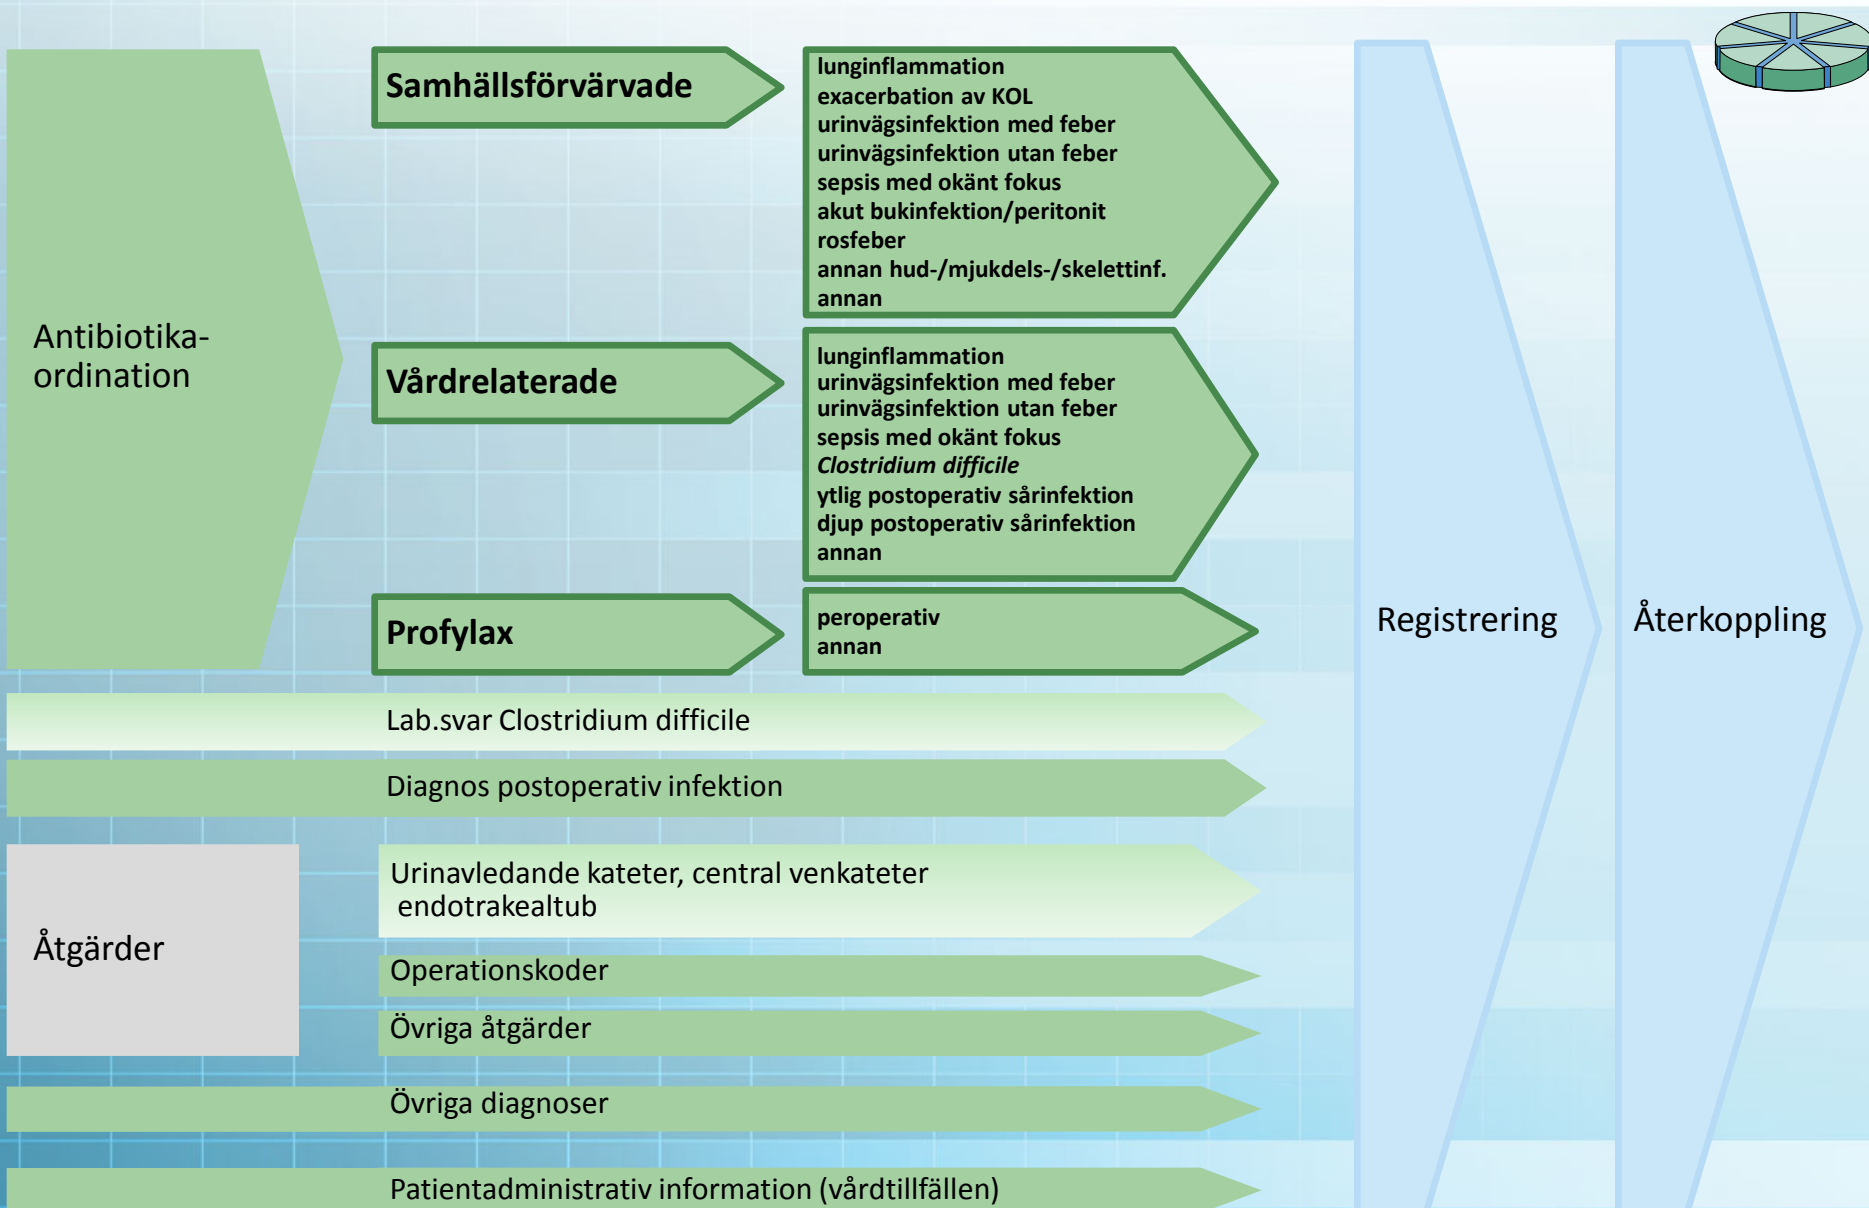 Antibiotika-
ordination
Samhällsförvärvade
lunginflammation
exacerbation av KOL
urinvägsinfektion med feber
urinvägsinfektion utan feber
sepsis med okänt fokus
akut bukinfektion/peritonit
rosfeber
annan hud-/mjukdels-/skelettinf.
annan
Vårdrelaterade
lunginflammation
urinvägsinfektion med feber
urinvägsinfektion utan feber
sepsis med okänt fokus
Clostridium difficile
ytlig postoperativ sårinfektion
djup postoperativ sårinfektion
annan
Profylax
peroperativ
annan
Lab.svar Clostridium difficile
Diagnos postoperativ infektion
Åtgärder
Urinavledande kateter, central venkateter
endotrakealtub
Operationskoder
Övriga åtgärder
Övriga diagnoser
Patientadministrativ information (vårdtillfällen)
Registrering
Återkoppling